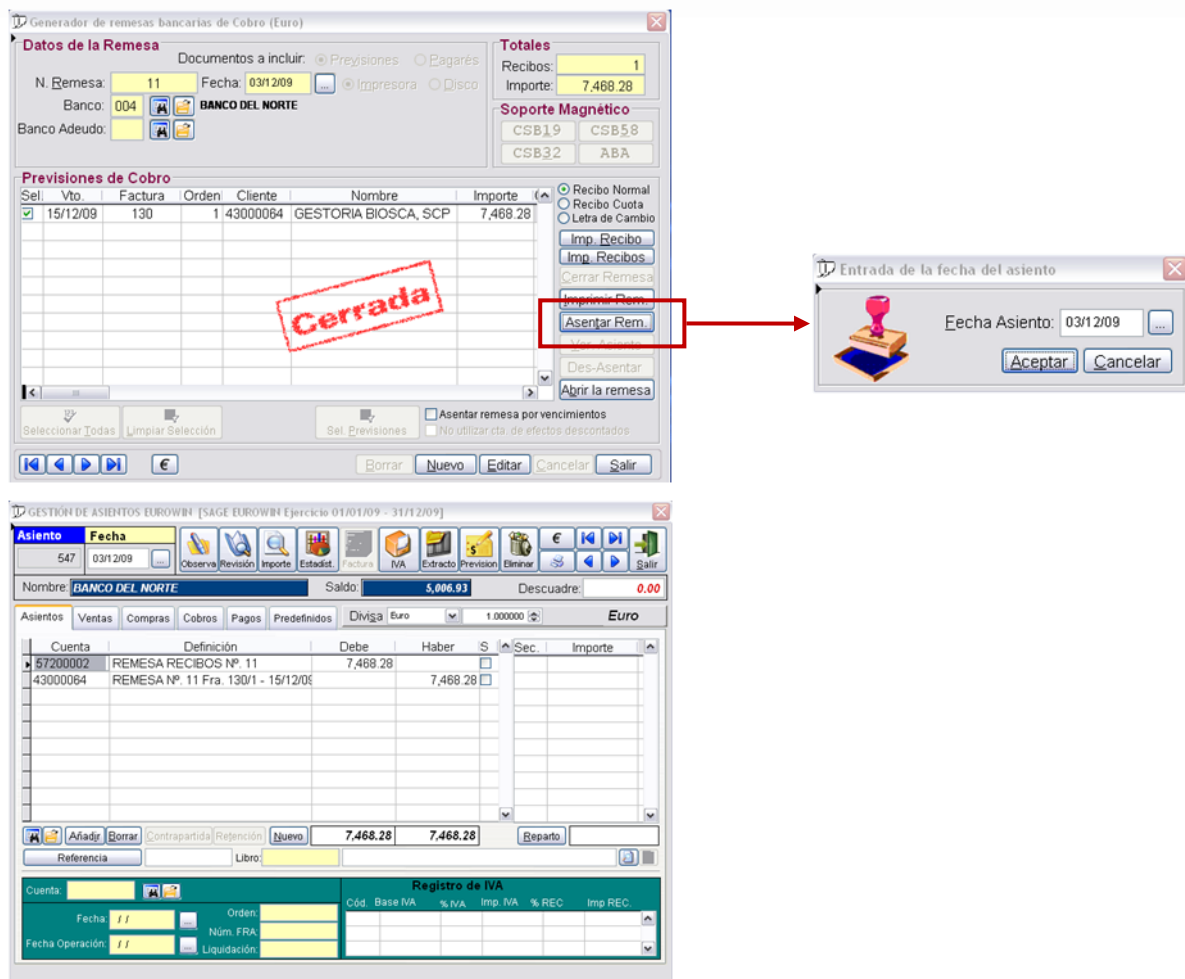 Generador de remesas bancarias de Cobro (Euro)
Datos de la Remesa
Documentos a incluir: Previsiones Pagarés
N. Remesa: 11 Fecha: 03/12/09 ... Impresora Disco
Banco: 004 BANCO DEL NORTE
Banco Adeudo:
Totales
Recibos: 1
Importe: 7,468.28
Soporte Magnético
CSB19 CSB58
CSB32 ABA
Previsiones de Cobro
Sel. Vto. Factura Orden Cliente Nombre Importe
15/12/09 130 1 43000064 GESTORIA BIOSCA, SCP 7,468.28
Cerrada
Recibo Normal
Recibo Cuota
Letra de Cambio
Imp. Recibo
Imp. Recibos
Cerrar Remesa
Imprimir Rem.
Asentar Rem.
Ver Asiento
Des-Asentar
Abrir la remesa
Seleccionar Todas Limpiar Selección Sel. Previsiones
Asentar remesa por vencimientos
No utilizar cta. de efectos descontados
€ Borrar Nuevo Editar Cancelar Salir
Entrada de la fecha del asiento
Fecha Asiento: 03/12/09 ...
Aceptar Cancelar
GESTIÓN DE ASIENTOS EUROWIN [SAGE EUROWIN Ejercicio 01/01/09 - 31/12/09]
Asiento Fecha
547 03/12/09 ...
Observa Revisión Importe Estadíst. Factura IVA Extracto Prevision Eliminar € Salir
Nombre: BANCO DEL NORTE Saldo: 5,006.93 Descuadre: 0.00
Asientos Ventas Compras Cobros Pagos Predefinidos Divisa Euro 1.000000 Euro
Cuenta Definición Debe Haber S Sec. Importe
57200002 REMESA RECIBOS Nº. 11 7,468.28
43000064 REMESA Nº. 11 Fra. 130/1 - 15/12/09 7,468.28
Añadir Borrar Contrapartida Retención Nuevo 7,468.28 7,468.28 Reparto
Referencia Libro:
Cuenta:
Fecha: / / ... Orden:
Núm. FRA:
Fecha Operación: / / ... Liquidación:
Registro de IVA
Cód. Base IVA % IVA Imp. IVA % REC Imp REC.